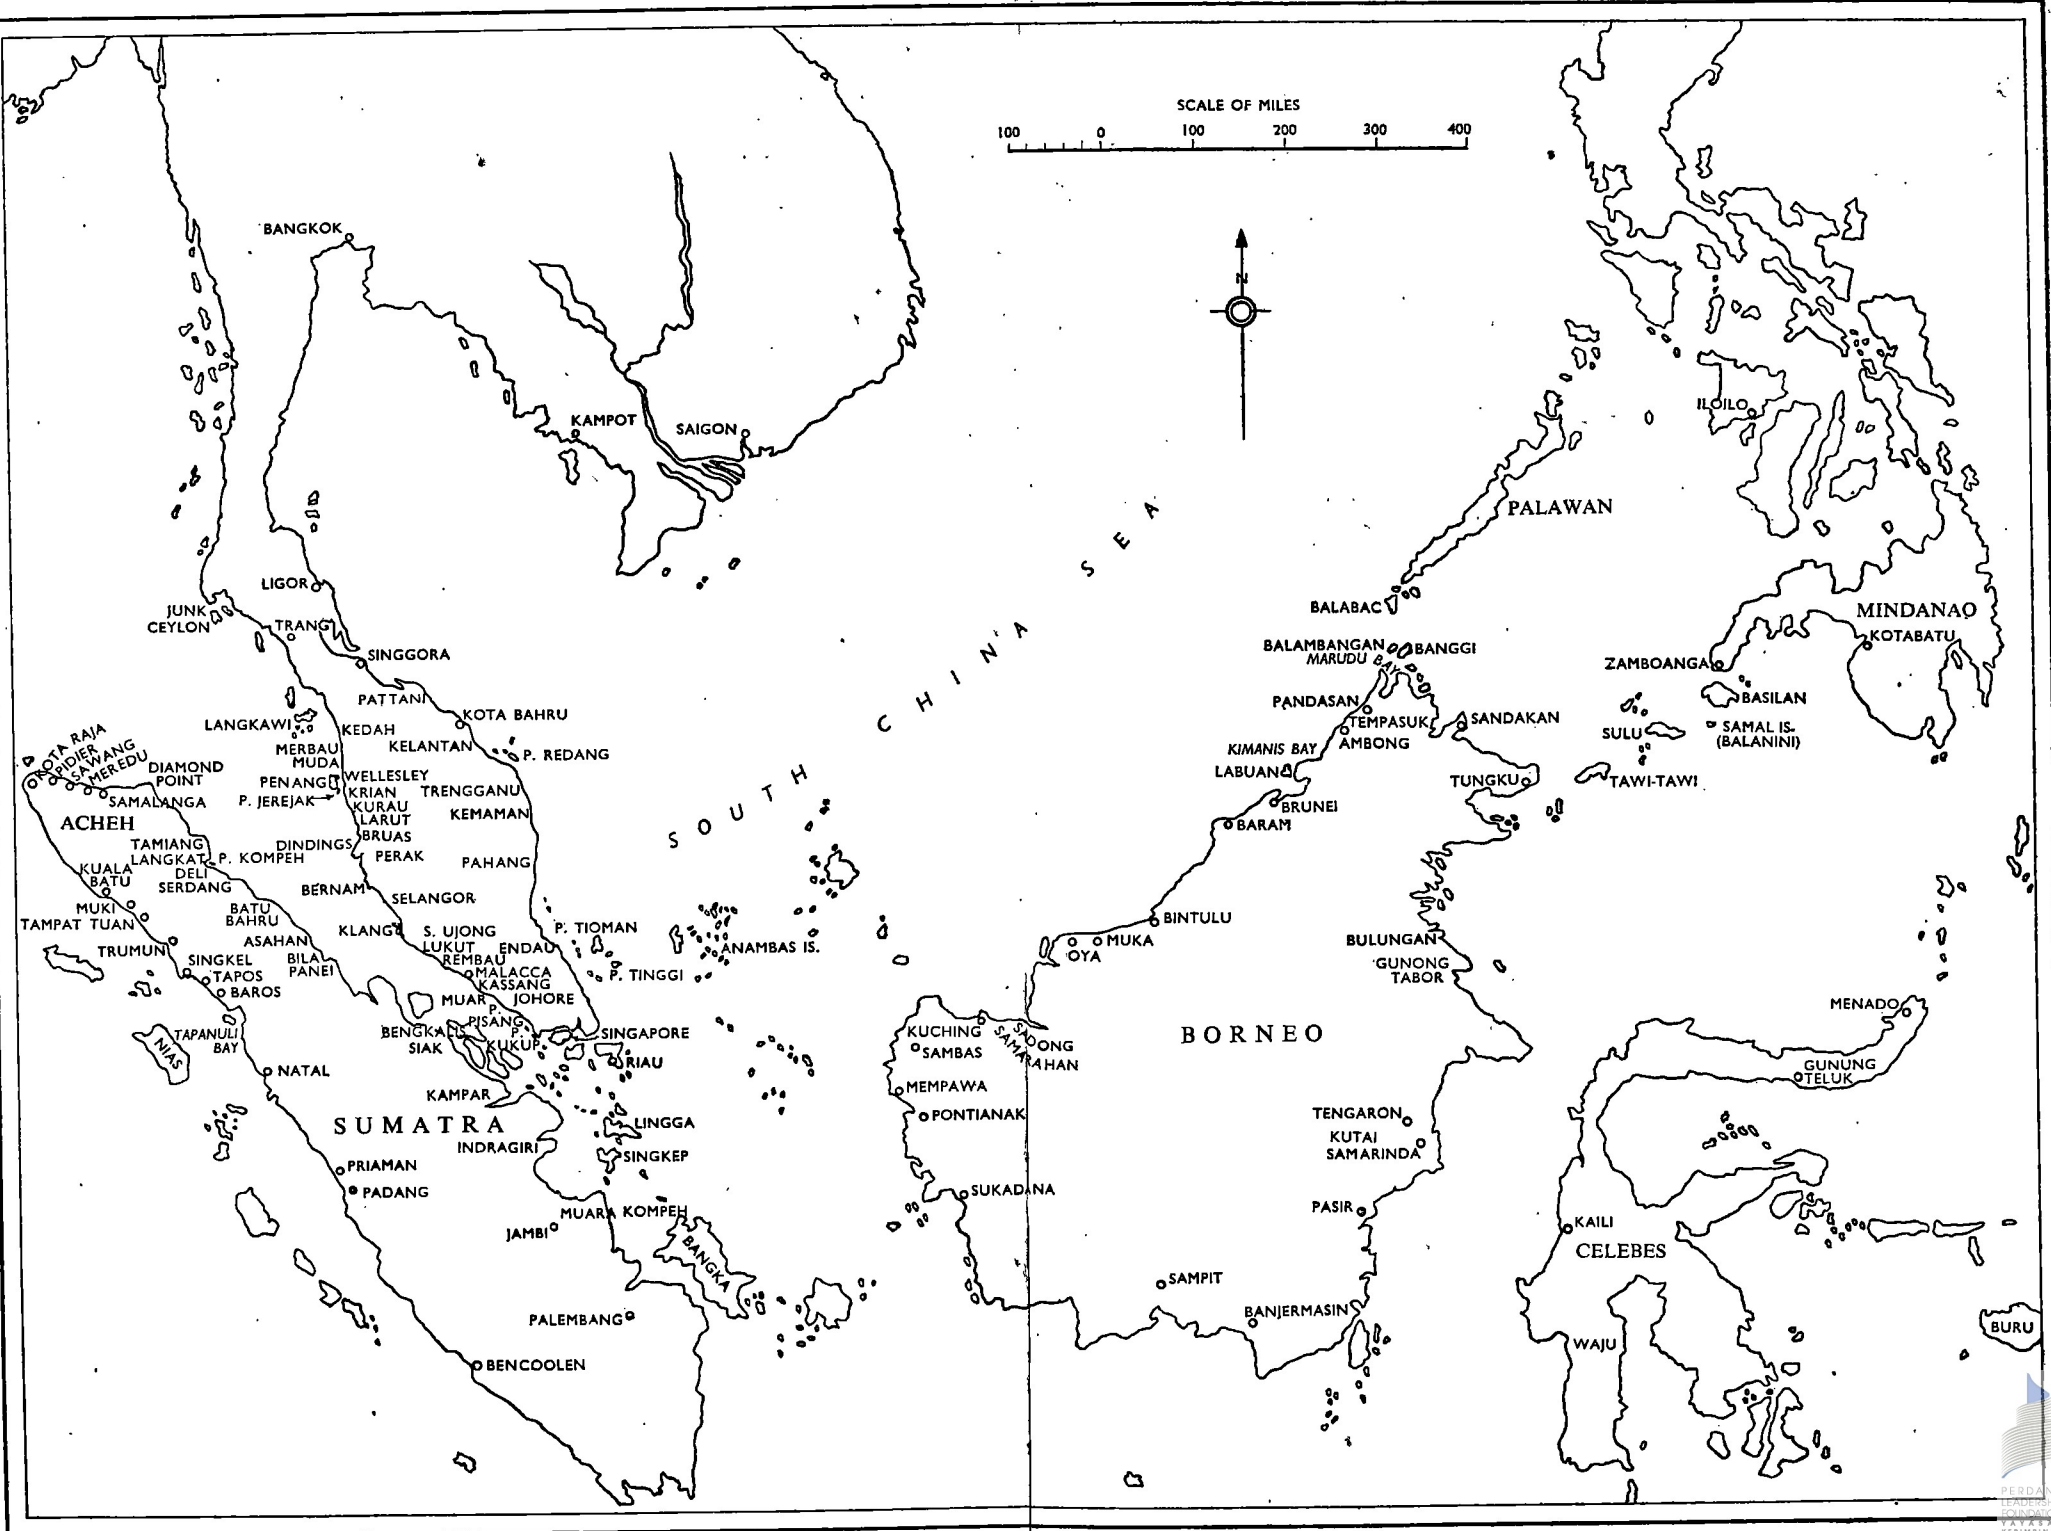 SCALE OF MILES
100 0 100 200 300 400
N
BANGKOK
KAMPOT
SAIGON
ILOILO
PALAWAN
SOUTH CHINA SEA
LIGOR
JUNK
CEYLON
TRANG
SINGGORA
PATTANI
BALABAC
BALAMBANGAN
BANGGI
MARUDU BAY
MINDANAO
KOTABATU
ZAMBOANGA
BASILAN
SULU
SAMAL IS.
(BALANINI)
TAWI-TAWI
PANDASAN
TEMPASUK
SANDAKAN
AMBONG
KIMANIS BAY
LABUAN
TUNGKU
BRUNEI
BARAM
LANGKAWI
KEDAH
KOTA BAHRU
KELANTAN
P. REDANG
MERBAU
MUDA
PENANG
WELLESLEY
P. JEREJAK
KRIAN
TRENGGANU
KURAU
LARUT
KEMAMAN
BRUAS
DINDINGS
PERAK
PAHANG
BERNAM
SELANGOR
KLANG
S. UJONG
LUKUT
REMBAU
ENDAU
P. TIOMAN
MALACCA
P. TINGGI
KASSANG
MUAR
JOHORE
P.
PISANG
P.
KUKUP
SINGAPORE
ANAMBAS IS.
KOTA RAJA
PIDIER
SAWANG
MEREDU
SAMALANGA
DIAMOND
POINT
ACHEH
TAMIANG
LANGKAT
P. KOMPEH
DELI
SERDANG
KUALA
BATU
MUKI
TAMPAT TUAN
BATU
BAHRU
ASAHAN
TRUMUN
BILA
PANEI
SINGKEL
TAPOS
BAROS
TAPANULI
BAY
NIAS
NATAL
BENGKALIS
SIAK
RIAU
KAMPAR
SUMATRA
LINGGA
INDRAGIRI
SINGKEP
PRIAMAN
PADANG
MUARA KOMPEH
JAMBI
BANGKA
PALEMBANG
BENCOOLEN
BINTULU
MUKA
OYA
BULUNGAN
GUNONG
TABOR
KUCHING
SADONG
SAMARAHAN
SAMBAS
BORNEO
MEMPAWA
PONTIANAK
TENGARON
KUTAI
SAMARINDA
SUKADANA
PASIR
SAMPIT
BANJERMASIN
MENADO
GUNUNG
TELUK
KAILI
CELEBES
WAJU
BURU
PERDAN
LEADERSH
FOUNDATIO
YAYASA